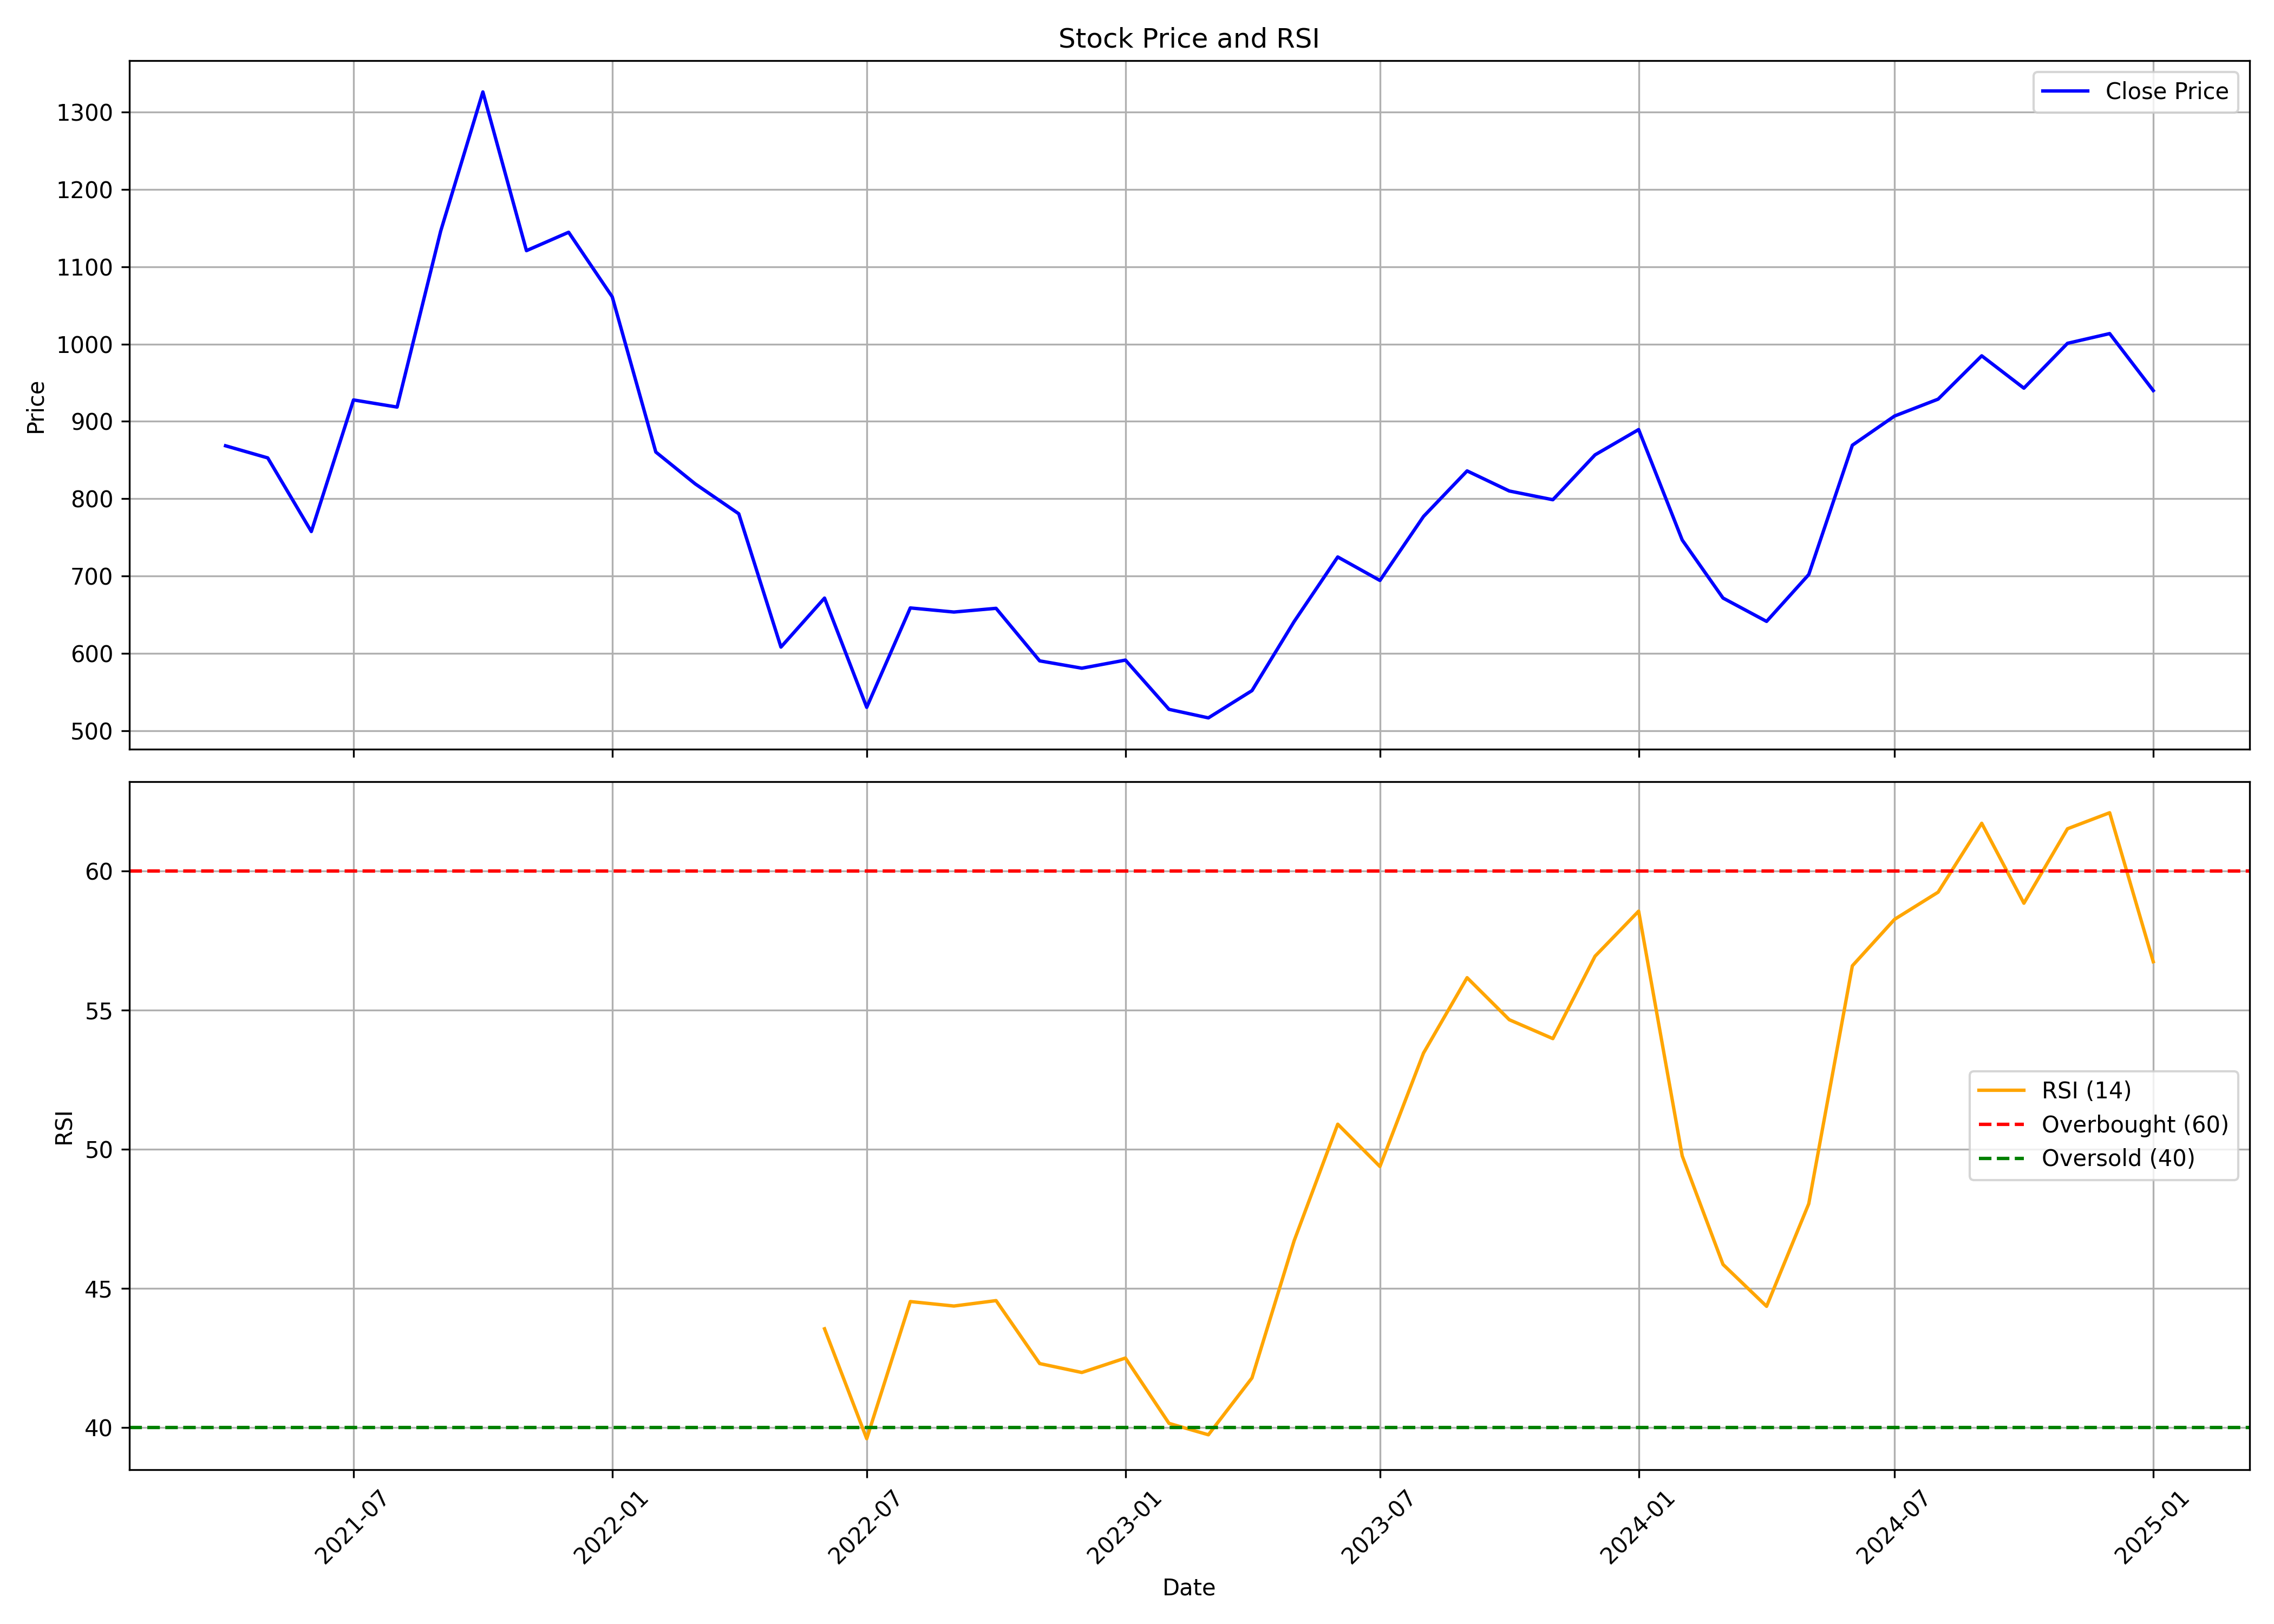 Stock Price and RSI
Close Price
Price
1300
1200
1100
1000
900
800
700
600
500
RSI
60
55
50
45
40
RSI (14)
Overbought (60)
Oversold (40)
2021-07
2022-01
2022-07
2023-01
2023-07
2024-01
2024-07
2025-01
Date